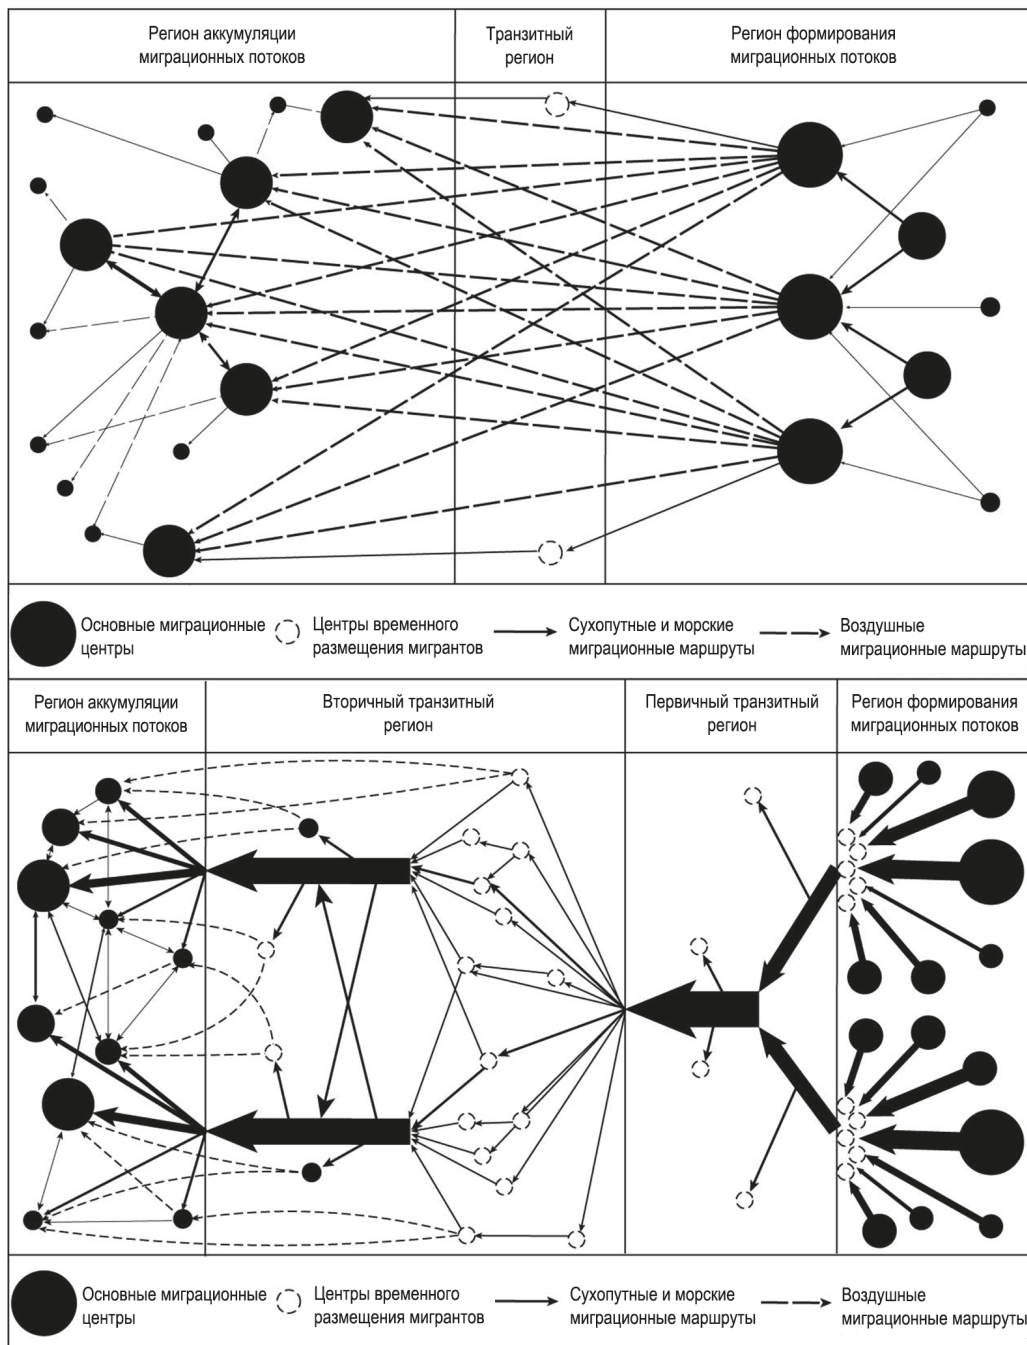 Регион аккумуляции
миграционных потоков
Транзитный
регион
Регион формирования
миграционных потоков
Основные миграционные
центры
Центры временного
размещения мигрантов
Сухопутные и морские
миграционные маршруты
Воздушные
миграционные маршруты
Регион аккумуляции
миграционных потоков
Вторичный транзитный
регион
Первичный транзитный
регион
Регион формирования
миграционных потоков
Основные миграционные
центры
Центры временного
размещения мигрантов
Сухопутные и морские
миграционные маршруты
Воздушные
миграционные маршруты